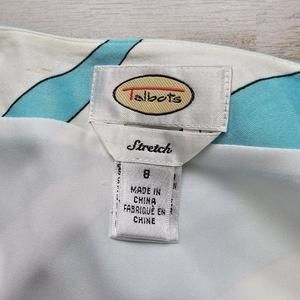 Talbots
Stretch
8
MADE IN
CHINA
FABRIQUÉ EN
CHINE